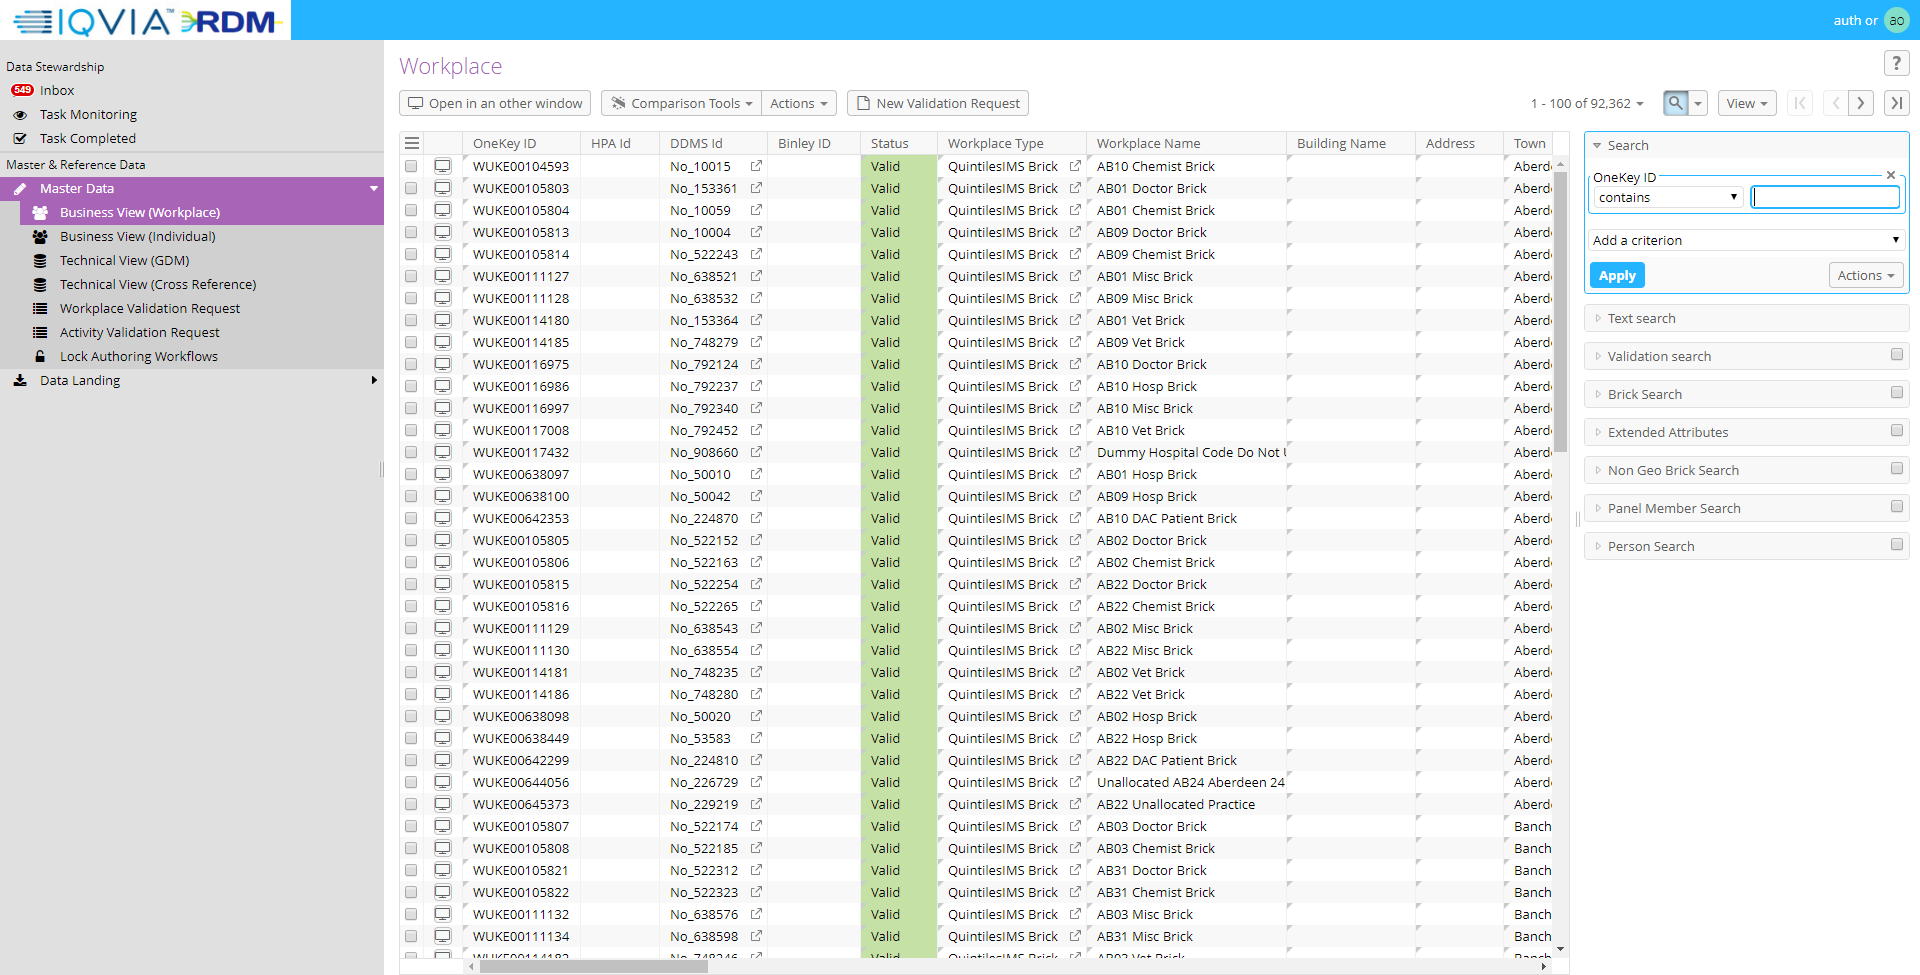 IQVIA™ RDM
auth or ao
Data Stewardship
549 Inbox
Task Monitoring
Task Completed
Master & Reference Data
Master Data
Business View (Workplace)
Business View (Individual)
Technical View (GDM)
Technical View (Cross Reference)
Workplace Validation Request
Activity Validation Request
Lock Authoring Workflows
Data Landing
Workplace
?
Open in an other window Comparison Tools Actions New Validation Request 1 - 100 of 92,362 View
OneKey ID HPA Id DDMS Id Binley ID Status Workplace Type Workplace Name Building Name Address Town
WUKE00104593 No_10015 Valid QuintilesIMS Brick AB10 Chemist Brick Aberd
WUKE00105803 No_153361 Valid QuintilesIMS Brick AB01 Doctor Brick Aberd
WUKE00105804 No_10059 Valid QuintilesIMS Brick AB01 Chemist Brick Aberd
WUKE00105813 No_10004 Valid QuintilesIMS Brick AB09 Doctor Brick Aberd
WUKE00105814 No_522243 Valid QuintilesIMS Brick AB09 Chemist Brick Aberd
WUKE00111127 No_638521 Valid QuintilesIMS Brick AB01 Misc Brick Aberd
WUKE00111128 No_638532 Valid QuintilesIMS Brick AB09 Misc Brick Aberd
WUKE00114180 No_153364 Valid QuintilesIMS Brick AB01 Vet Brick Aberd
WUKE00114185 No_748279 Valid QuintilesIMS Brick AB09 Vet Brick Aberd
WUKE00116975 No_792124 Valid QuintilesIMS Brick AB10 Doctor Brick Aberd
WUKE00116986 No_792237 Valid QuintilesIMS Brick AB10 Hosp Brick Aberd
WUKE00116997 No_792340 Valid QuintilesIMS Brick AB10 Misc Brick Aberd
WUKE00117008 No_792452 Valid QuintilesIMS Brick AB10 Vet Brick Aberd
WUKE00117432 No_908660 Valid QuintilesIMS Brick Dummy Hospital Code Do Not Aberd
WUKE00638097 No_50010 Valid QuintilesIMS Brick AB01 Hosp Brick Aberd
WUKE00638100 No_50042 Valid QuintilesIMS Brick AB09 Hosp Brick Aberd
WUKE00642353 No_224870 Valid QuintilesIMS Brick AB10 DAC Patient Brick Aberd
WUKE00105805 No_522152 Valid QuintilesIMS Brick AB02 Doctor Brick Aberd
WUKE00105806 No_522163 Valid QuintilesIMS Brick AB02 Chemist Brick Aberd
WUKE00105815 No_522254 Valid QuintilesIMS Brick AB22 Doctor Brick Aberd
WUKE00105816 No_522265 Valid QuintilesIMS Brick AB22 Chemist Brick Aberd
WUKE00111129 No_638543 Valid QuintilesIMS Brick AB02 Misc Brick Aberd
WUKE00111130 No_638554 Valid QuintilesIMS Brick AB22 Misc Brick Aberd
WUKE00114181 No_748235 Valid QuintilesIMS Brick AB02 Vet Brick Aberd
WUKE00114186 No_748280 Valid QuintilesIMS Brick AB22 Vet Brick Aberd
WUKE00638098 No_50020 Valid QuintilesIMS Brick AB02 Hosp Brick Aberd
WUKE00638449 No_53583 Valid QuintilesIMS Brick AB22 Hosp Brick Aberd
WUKE00642299 No_224810 Valid QuintilesIMS Brick AB22 DAC Patient Brick Aberd
WUKE00644056 No_226729 Valid QuintilesIMS Brick Unallocated AB24 Aberdeen 24 Aberd
WUKE00645373 No_229219 Valid QuintilesIMS Brick AB22 Unallocated Practice Aberd
WUKE00105807 No_522174 Valid QuintilesIMS Brick AB03 Doctor Brick Banch
WUKE00105808 No_522185 Valid QuintilesIMS Brick AB03 Chemist Brick Banch
WUKE00105821 No_522312 Valid QuintilesIMS Brick AB31 Doctor Brick Banch
WUKE00105822 No_522323 Valid QuintilesIMS Brick AB31 Chemist Brick Banch
WUKE00111132 No_638576 Valid QuintilesIMS Brick AB03 Misc Brick Banch
WUKE00111134 No_638598 Valid QuintilesIMS Brick AB31 Misc Brick Banch
Search
OneKey ID
contains
Add a criterion
Apply Actions
Text search
Validation search
Brick Search
Extended Attributes
Non Geo Brick Search
Panel Member Search
Person Search